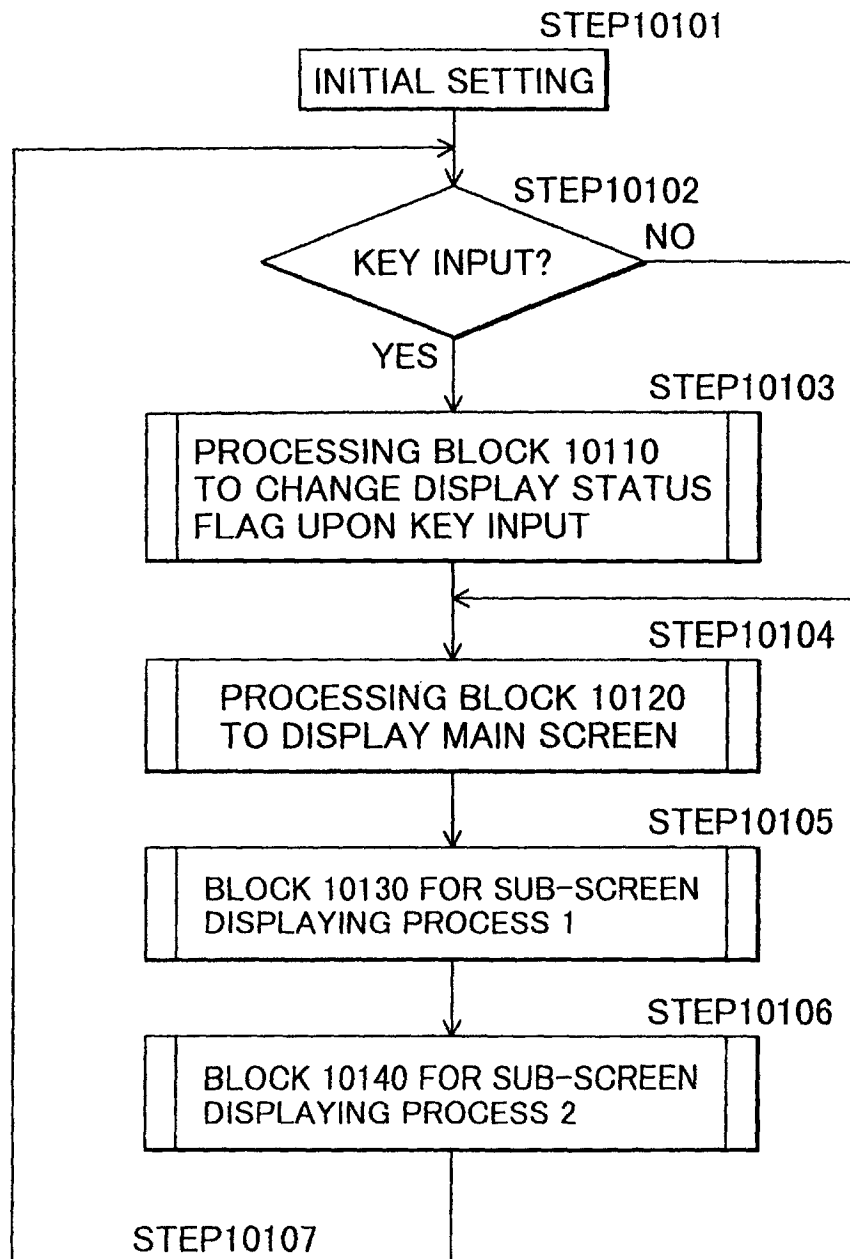 STEP10101
INITIAL SETTING
STEP10102
KEY INPUT?
NO
YES
STEP10103
PROCESSING BLOCK 10110
TO CHANGE DISPLAY STATUS
FLAG UPON KEY INPUT
STEP10104
PROCESSING BLOCK 10120
TO DISPLAY MAIN SCREEN
STEP10105
BLOCK 10130 FOR SUB-SCREEN
DISPLAYING PROCESS 1
STEP10106
BLOCK 10140 FOR SUB-SCREEN
DISPLAYING PROCESS 2
STEP10107